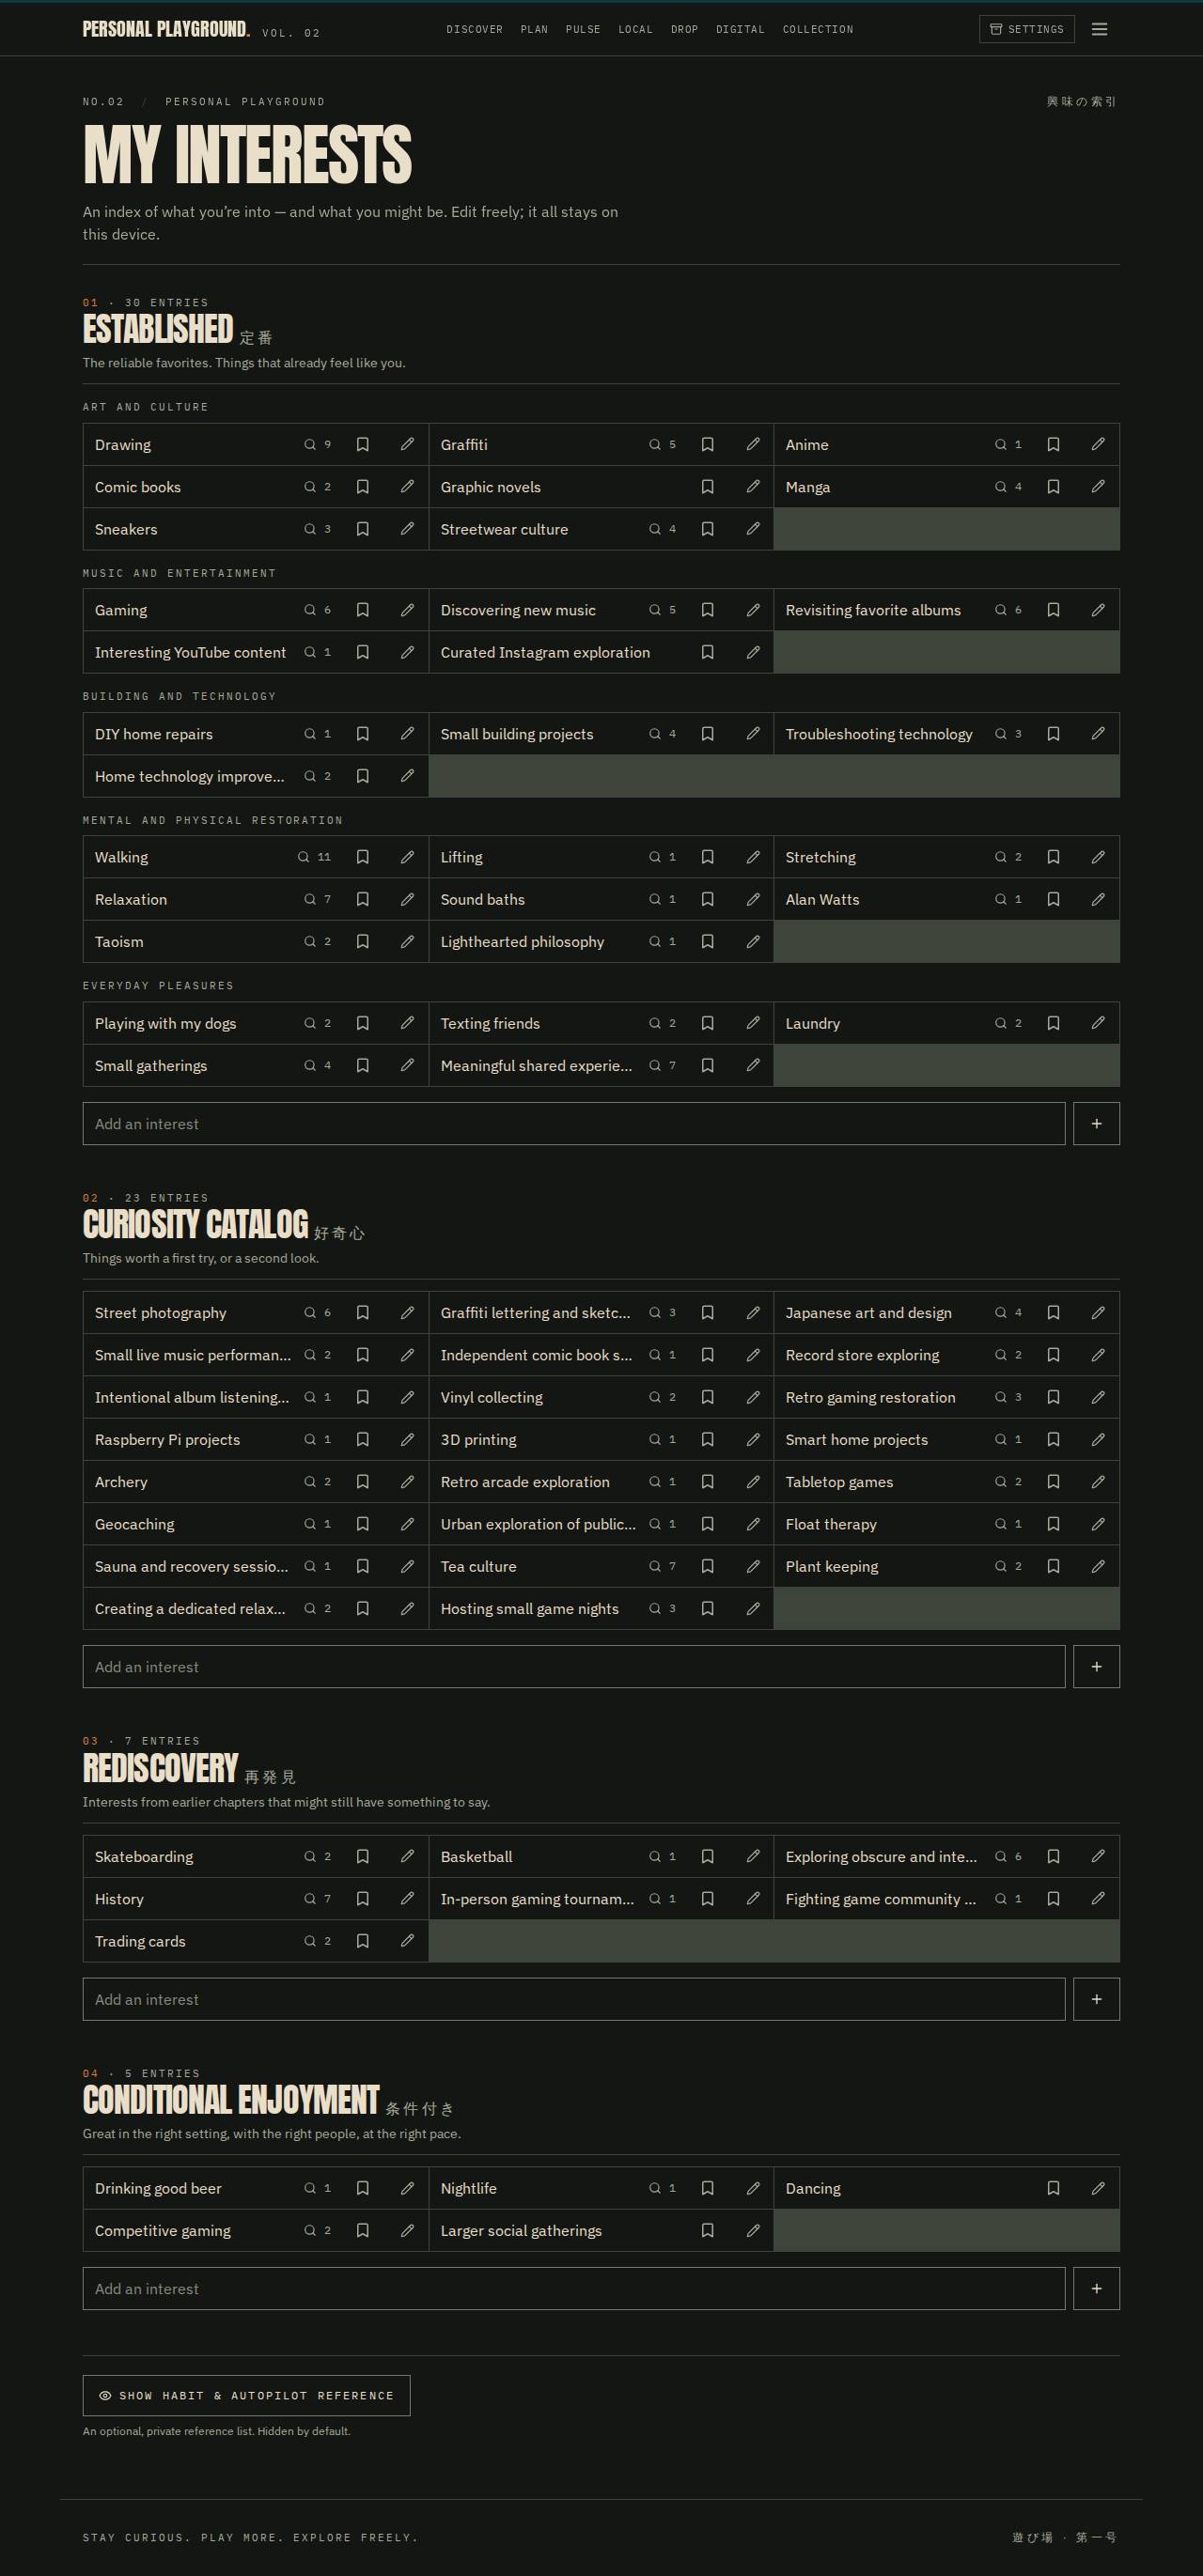 PERSONAL PLAYGROUND. VOL. 02
DISCOVER PLAN PULSE LOCAL DROP DIGITAL COLLECTION
SETTINGS
NO.02 / PERSONAL PLAYGROUND
興味の索引
MY INTERESTS
An index of what you’re into — and what you might be. Edit freely; it all stays on
this device.
01 · 30 ENTRIES
ESTABLISHED 定番
The reliable favorites. Things that already feel like you.
ART AND CULTURE
Drawing 9 Graffiti 5 Anime 1
Comic books 2 Graphic novels Manga 4
Sneakers 3 Streetwear culture 4
MUSIC AND ENTERTAINMENT
Gaming 6 Discovering new music 5 Revisiting favorite albums 6
Interesting YouTube content 1 Curated Instagram exploration
BUILDING AND TECHNOLOGY
DIY home repairs 1 Small building projects 4 Troubleshooting technology 3
Home technology improve... 2
MENTAL AND PHYSICAL RESTORATION
Walking 11 Lifting 1 Stretching 2
Relaxation 7 Sound baths 1 Alan Watts 1
Taoism 2 Lighthearted philosophy 1
EVERYDAY PLEASURES
Playing with my dogs 2 Texting friends 2 Laundry 2
Small gatherings 4 Meaningful shared experie... 7
Add an interest +
02 · 23 ENTRIES
CURIOSITY CATALOG 好奇心
Things worth a first try, or a second look.
Street photography 6 Graffiti lettering and sketc... 3 Japanese art and design 4
Small live music performan... 2 Independent comic book s... 1 Record store exploring 2
Intentional album listening... 1 Vinyl collecting 2 Retro gaming restoration 3
Raspberry Pi projects 1 3D printing 1 Smart home projects 1
Archery 2 Retro arcade exploration 1 Tabletop games 2
Geocaching 1 Urban exploration of public... 1 Float therapy 1
Sauna and recovery sessio... 1 Tea culture 7 Plant keeping 2
Creating a dedicated relax... 2 Hosting small game nights 3
Add an interest +
03 · 7 ENTRIES
REDISCOVERY 再発見
Interests from earlier chapters that might still have something to say.
Skateboarding 2 Basketball 1 Exploring obscure and inte... 6
History 7 In-person gaming tournam... 1 Fighting game community ... 1
Trading cards 2
Add an interest +
04 · 5 ENTRIES
CONDITIONAL ENJOYMENT 条件付き
Great in the right setting, with the right people, at the right pace.
Drinking good beer 1 Nightlife 1 Dancing
Competitive gaming 2 Larger social gatherings
Add an interest +
SHOW HABIT & AUTOPILOT REFERENCE
An optional, private reference list. Hidden by default.
STAY CURIOUS. PLAY MORE. EXPLORE FREELY.
遊び場 · 第一号